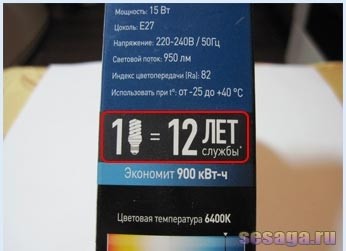 Мощность: 15 Вт
Цоколь: E27
Напряжение: 220-240В / 50Гц
Световой поток: 950 лм
Индекс цветопередачи (Ra): 82
Использовать при t°: от -25 до +40 °C
1 = 12 ЛЕТ
службы*
Экономит 900 кВт-ч
Цветовая температура 6400K
sesaga.ru